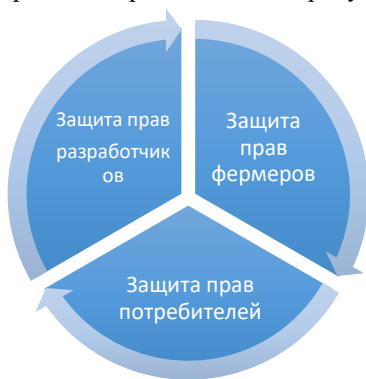 Защита прав
разработчик
ов
Защита
прав
фермеров
Защита прав
потребителей